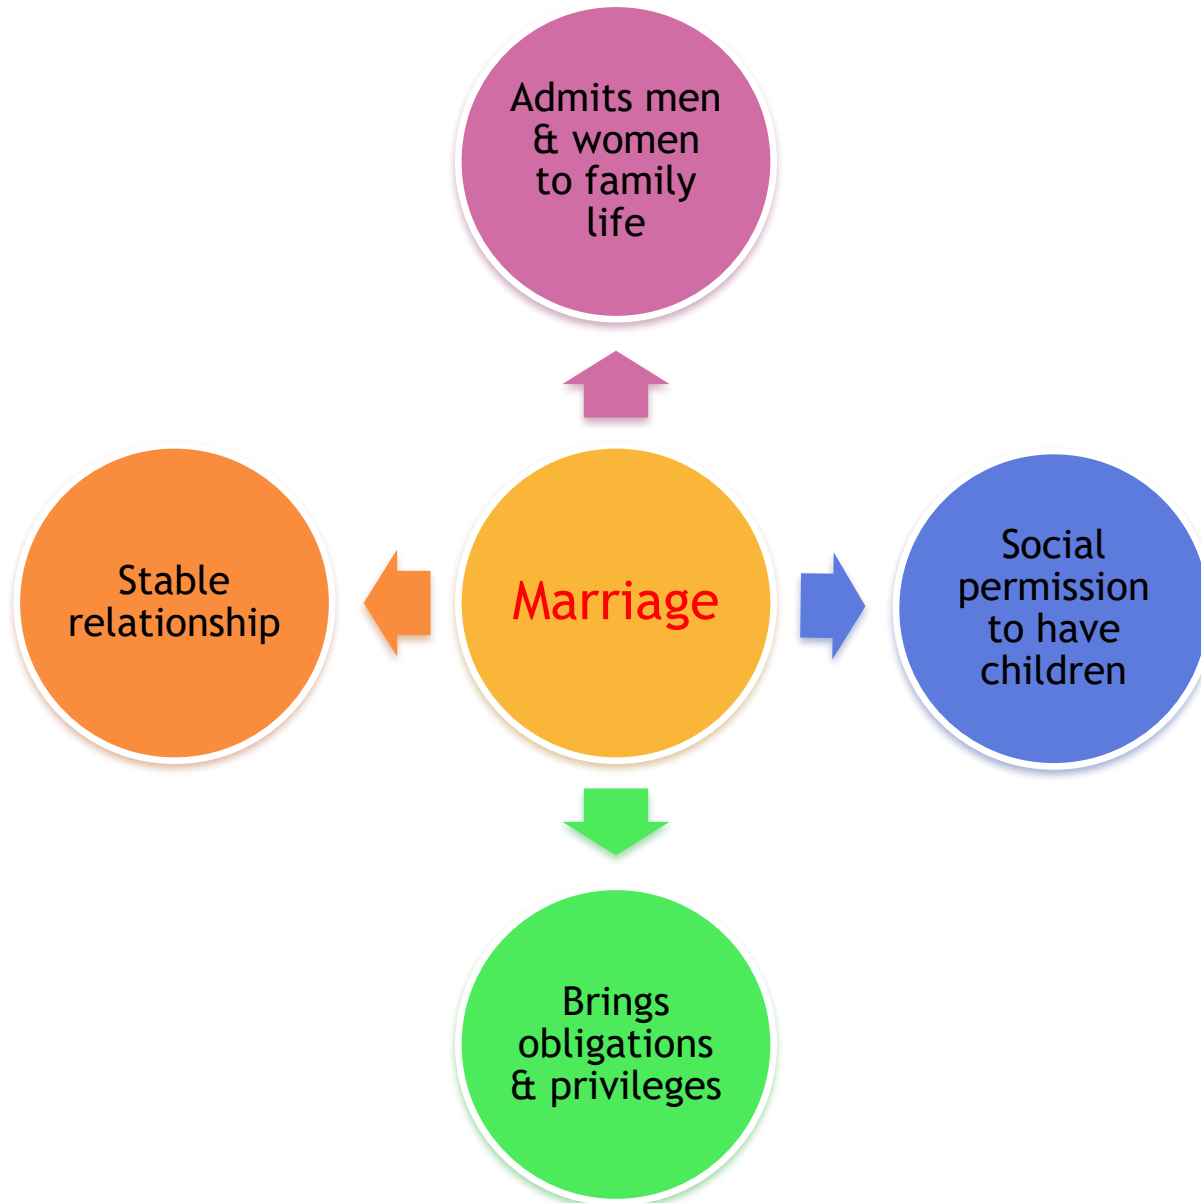 Admits men
& women
to family
life
Stable
relationship
Marriage
Social
permission
to have
children
Brings
obligations
& privileges